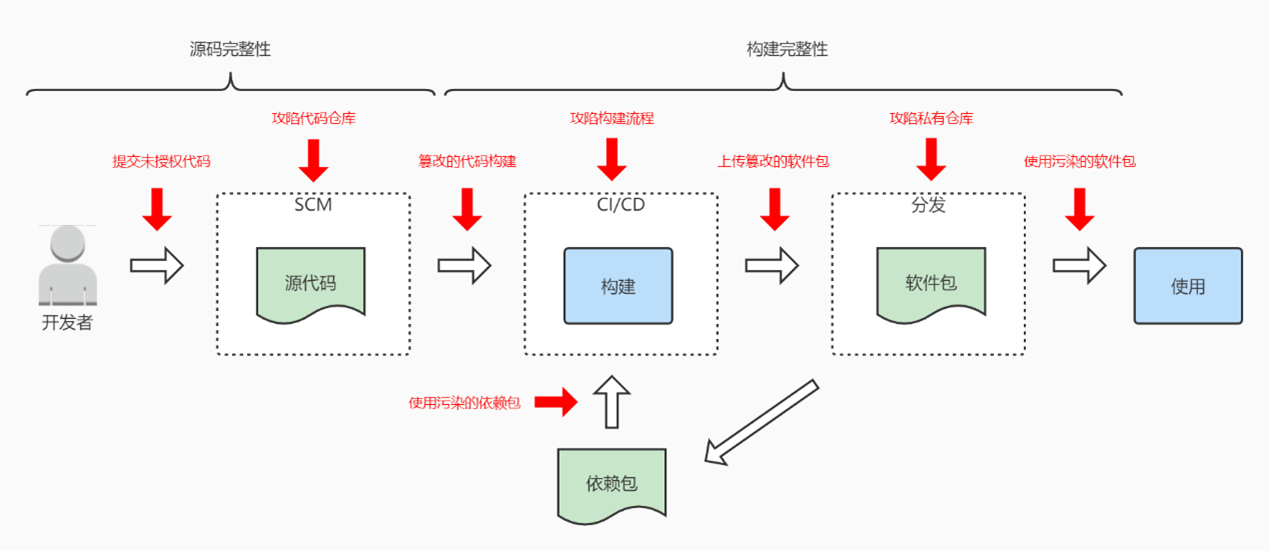 源码完整性
构建完整性
攻陷代码仓库
攻陷构建流程
攻陷私有仓库
提交未授权代码
篡改的代码构建
上传篡改的软件包
使用污染的软件包
SCM
CI/CD
分发
源代码
构建
软件包
使用
开发者
使用污染的依赖包
依赖包